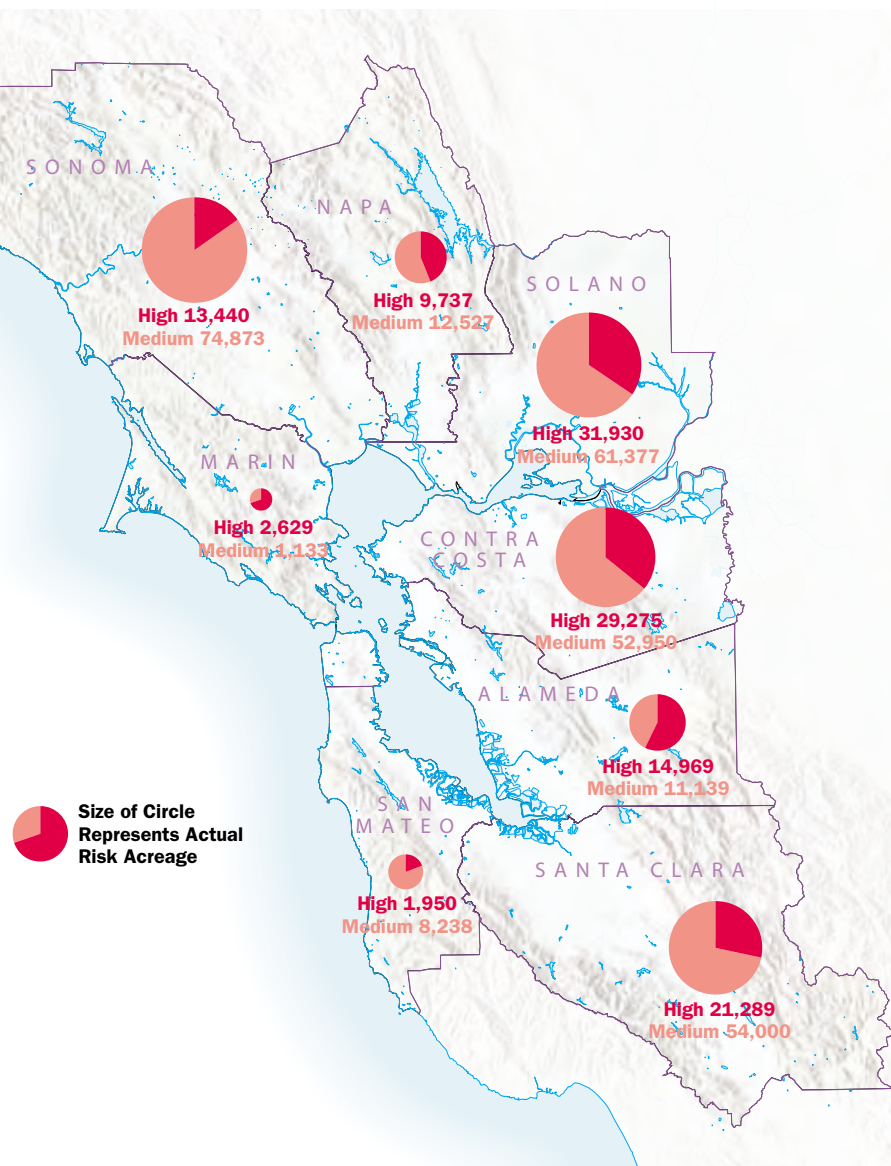 SONOMA
High 13,440
Medium 74,873
NAPA
High 9,737
Medium 12,527
SOLANO
High 31,930
Medium 61,377
MARIN
High 2,629
Medium 1,133
CONTRA
COSTA
High 29,275
Medium 52,950
ALAMEDA
High 14,969
Medium 11,139
Size of Circle
Represents Actual
Risk Acreage
SAN
MATEO
High 1,950
Medium 8,238
SANTA CLARA
High 21,289
Medium 54,000